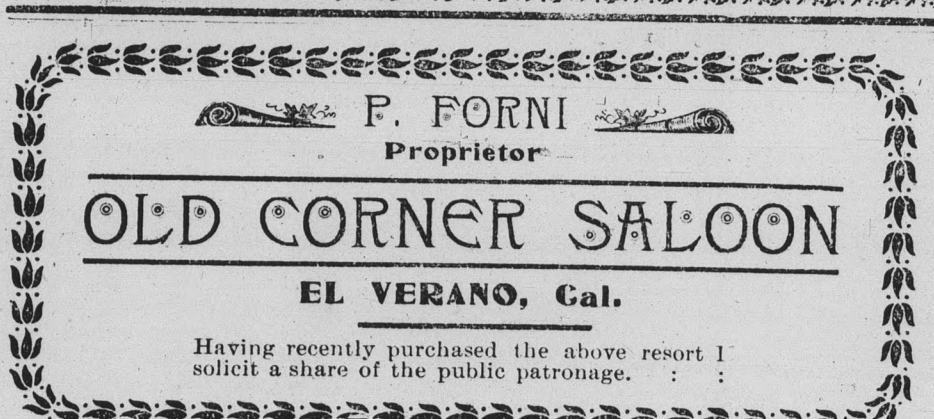 P. FORNI
Proprietor
OLD CORNER SALOON
EL VERANO, Cal.
Having recently purchased the above resort I
solicit a share of the public patronage. : :